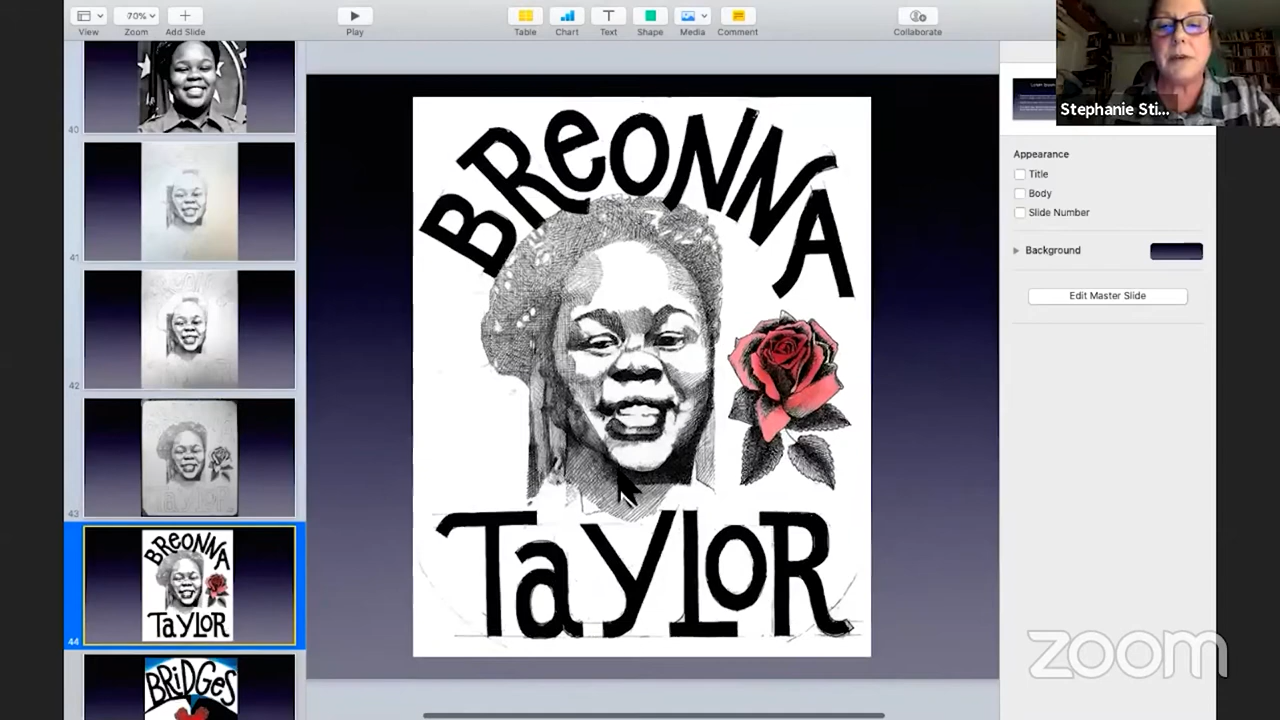 70%
View
Zoom
Add Slide
Play
Table
Chart
Text
Shape
Media
Comment
Collaborate
Stephanie Sti...
BReONNA
TaYLOR
40
41
42
43
44
BReONNA
TaYLOR
BRiDGes
Appearance
Title
Body
Slide Number
Background
Edit Master Slide
zoom